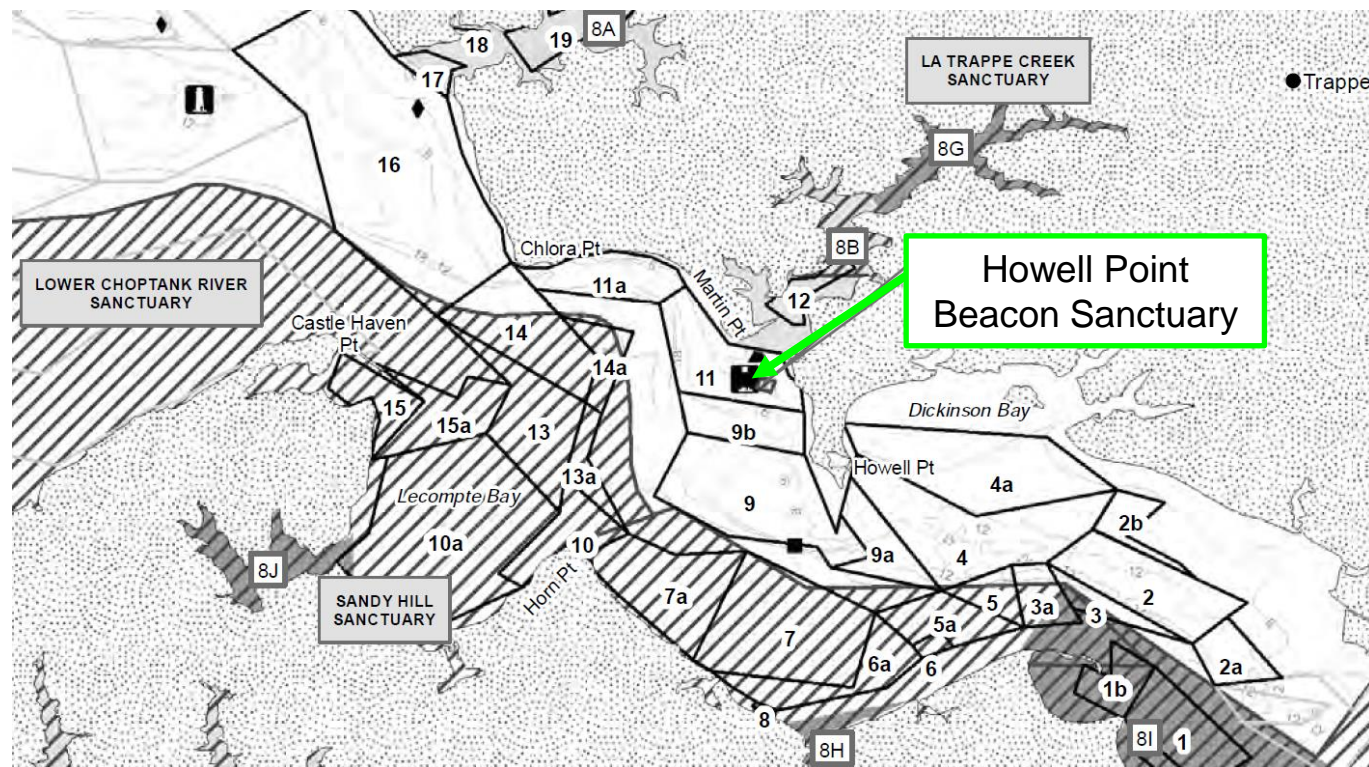 8A
18
19
17
LA TRAPPE CREEK
SANCTUARY
Trappe
16
8G
Chlora Pt
8B
Howell Point
Beacon Sanctuary
LOWER CHOPTANK RIVER
SANCTUARY
11a
Martin Pt
12
Castle Haven
Pt
14
14a
11
15
15a
13
9b
Dickinson Bay
Howell Pt
4a
13a
Lecompte Bay
9
2b
10a
10
9a
4
8J
Horn Pt
SANDY HILL
SANCTUARY
7a
7
5
5a
3a
3
2
6a
6
2a
1b
8
8H
8I
1